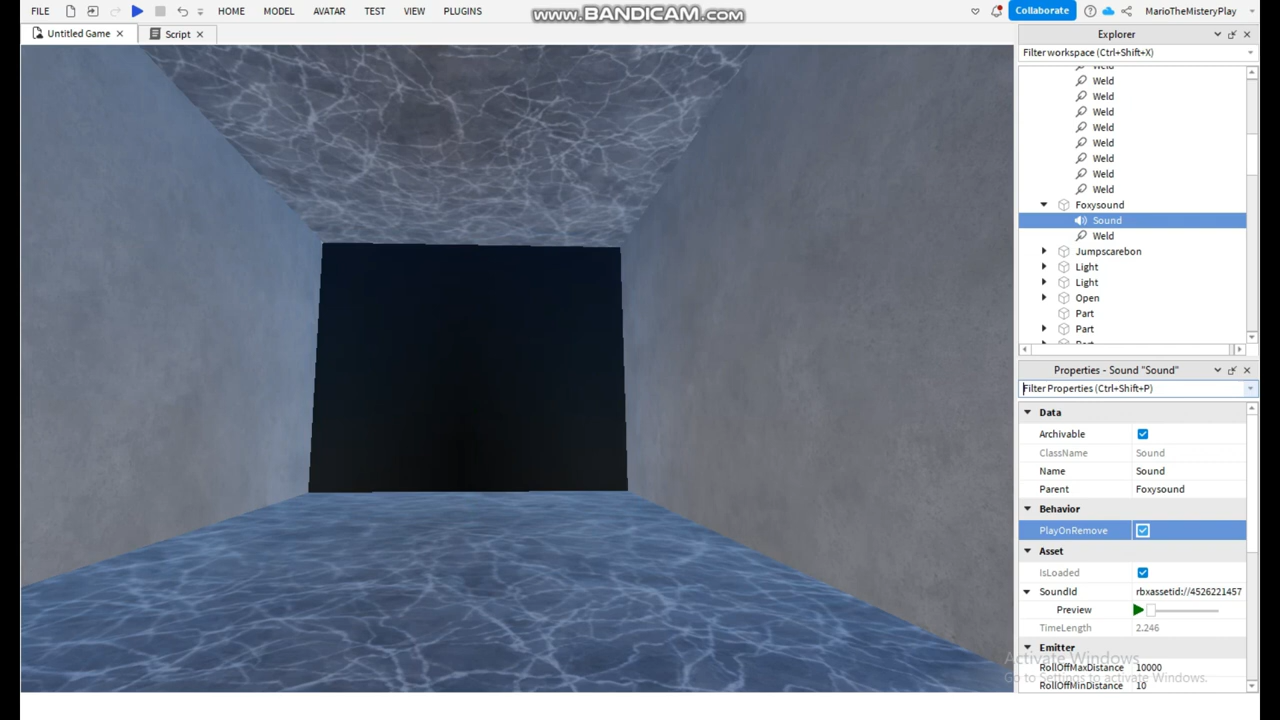 FILE
HOME MODEL AVATAR TEST VIEW PLUGINS
www.BANDICAM.com
Collaborate
MarioTheMisteryPlay
Untitled Game
Script
Explorer
Filter workspace (Ctrl+Shift+X)
Weld
Weld
Weld
Weld
Weld
Weld
Weld
Weld
Weld
Foxysound
Sound
Weld
Jumpscarebon
Light
Light
Open
Part
Part
Properties - Sound "Sound"
Filter Properties (Ctrl+Shift+P)
Data
Archivable
ClassName Sound
Name Sound
Parent Foxysound
Behavior
PlayOnRemove
Asset
IsLoaded
SoundId rbxassetid://4526221457
Preview
TimeLength 2.246
Emitter
RollOffMaxDistance 10000
RollOffMinDistance 10
Activate Windows
Go to Settings to activate Windows.